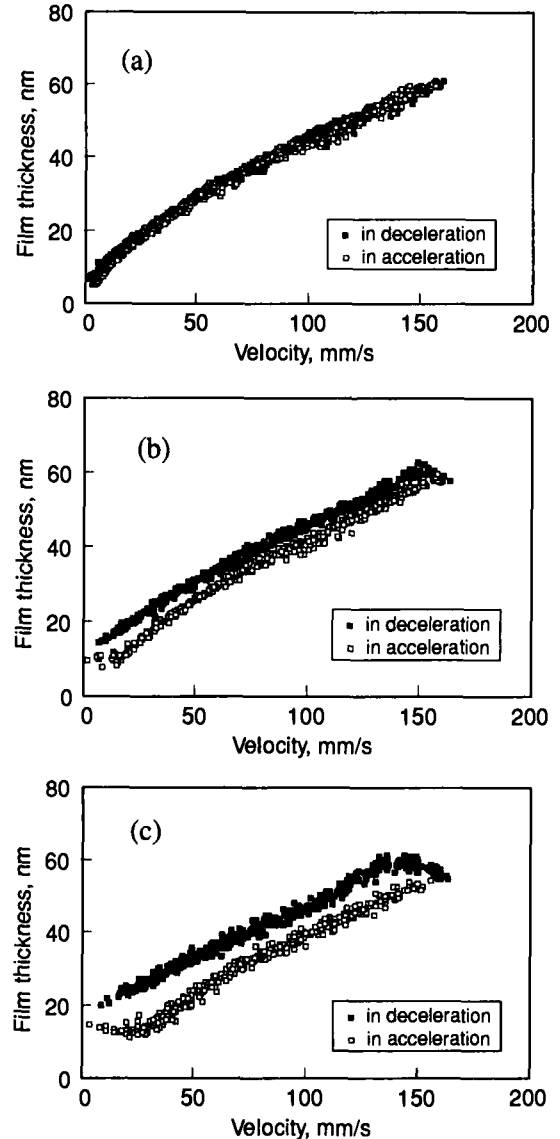 80
(a)
60
40
20
0
Film thickness, nm
in deceleration
in acceleration
0 50 100 150 200
Velocity, mm/s
80
(b)
60
40
20
0
Film thickness, nm
in deceleration
in acceleration
0 50 100 150 200
Velocity, mm/s
80
(c)
60
40
20
0
Film thickness, nm
in deceleration
in acceleration
0 50 100 150 200
Velocity, mm/s